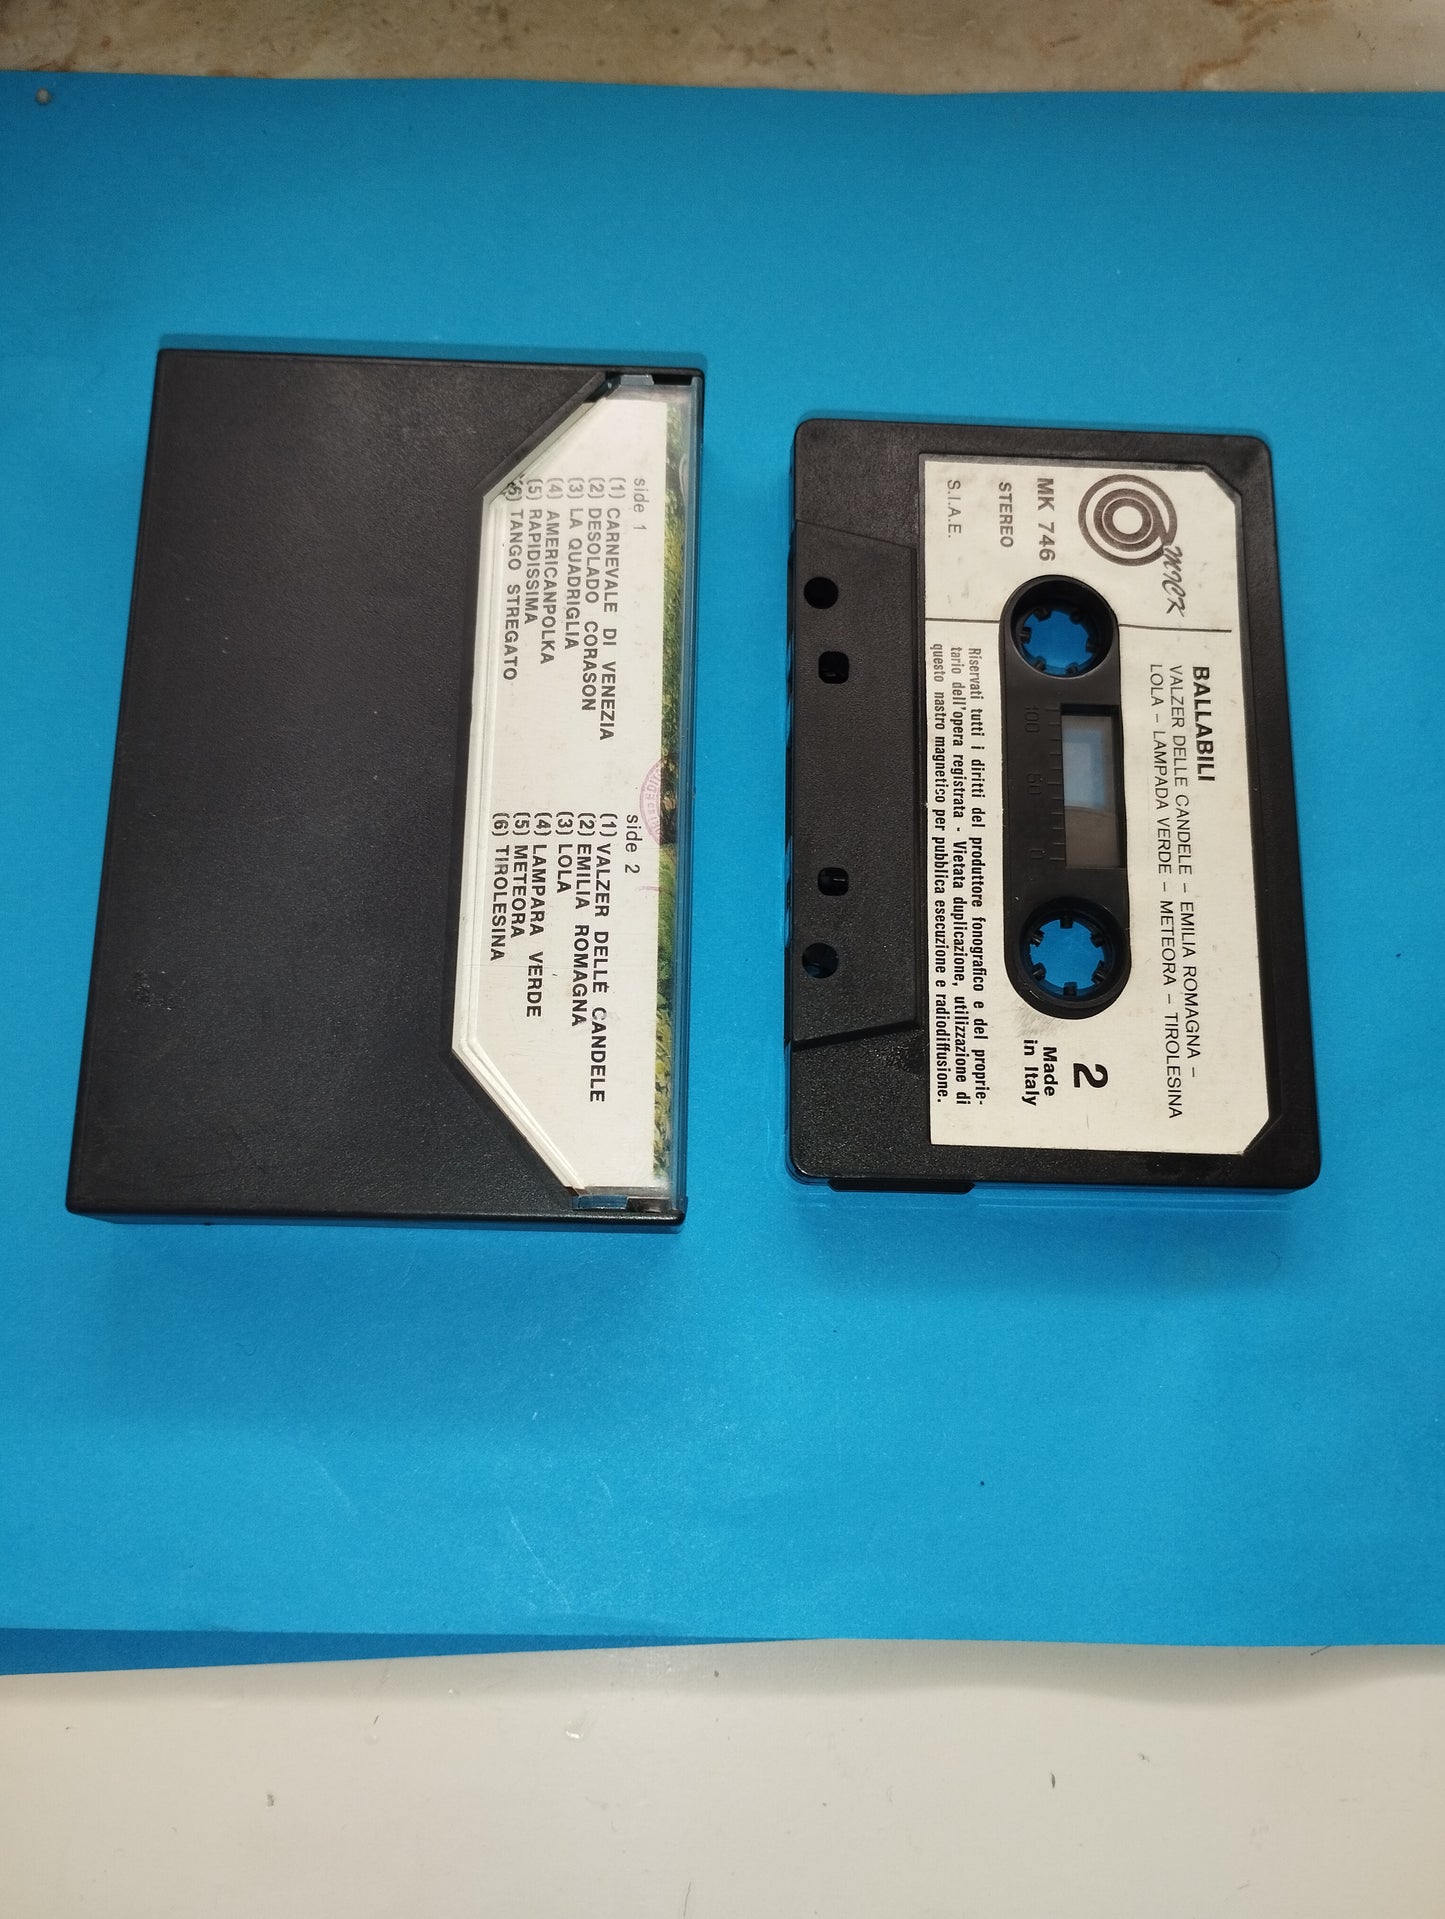 side 1
(1) CARNEVALE DI VENEZIA
(2) DESOLADO CORASON
(3) LA QUADRIGLIA
(4) AMERICANPOLKA
(5) RAPIDISSIMA
(6) TANGO STREGATO
side 2
(1) VALZER DELLE CANDELE
(2) EMILIA ROMAGNA
(3) LOLA
(4) LAMPARA VERDE
(5) METEORA
(6) TIROLESINA
MICK
MK 746
STEREO
S.I.A.E.
BALLABILI
VALZER DELLE CANDELE – EMILIA ROMAGNA –
LOLA – LAMPADA VERDE – METEORA – TIROLESINA
2
Made
in Italy
100 50 0
Riservati tutti i diritti del produttore fonografico e del proprie-
tario dell'opera registrata - Vietata duplicazione, utilizzazione di
questo nastro magnetico per pubblica esecuzione e radiodiffusione.